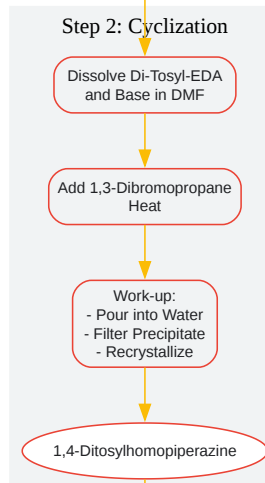 Step 2: Cyclization
Dissolve Di-Tosyl-EDA
and Base in DMF
Add 1,3-Dibromopropane
Heat
Work-up:
- Pour into Water
- Filter Precipitate
- Recrystallize
1,4-Ditosylhomopiperazine